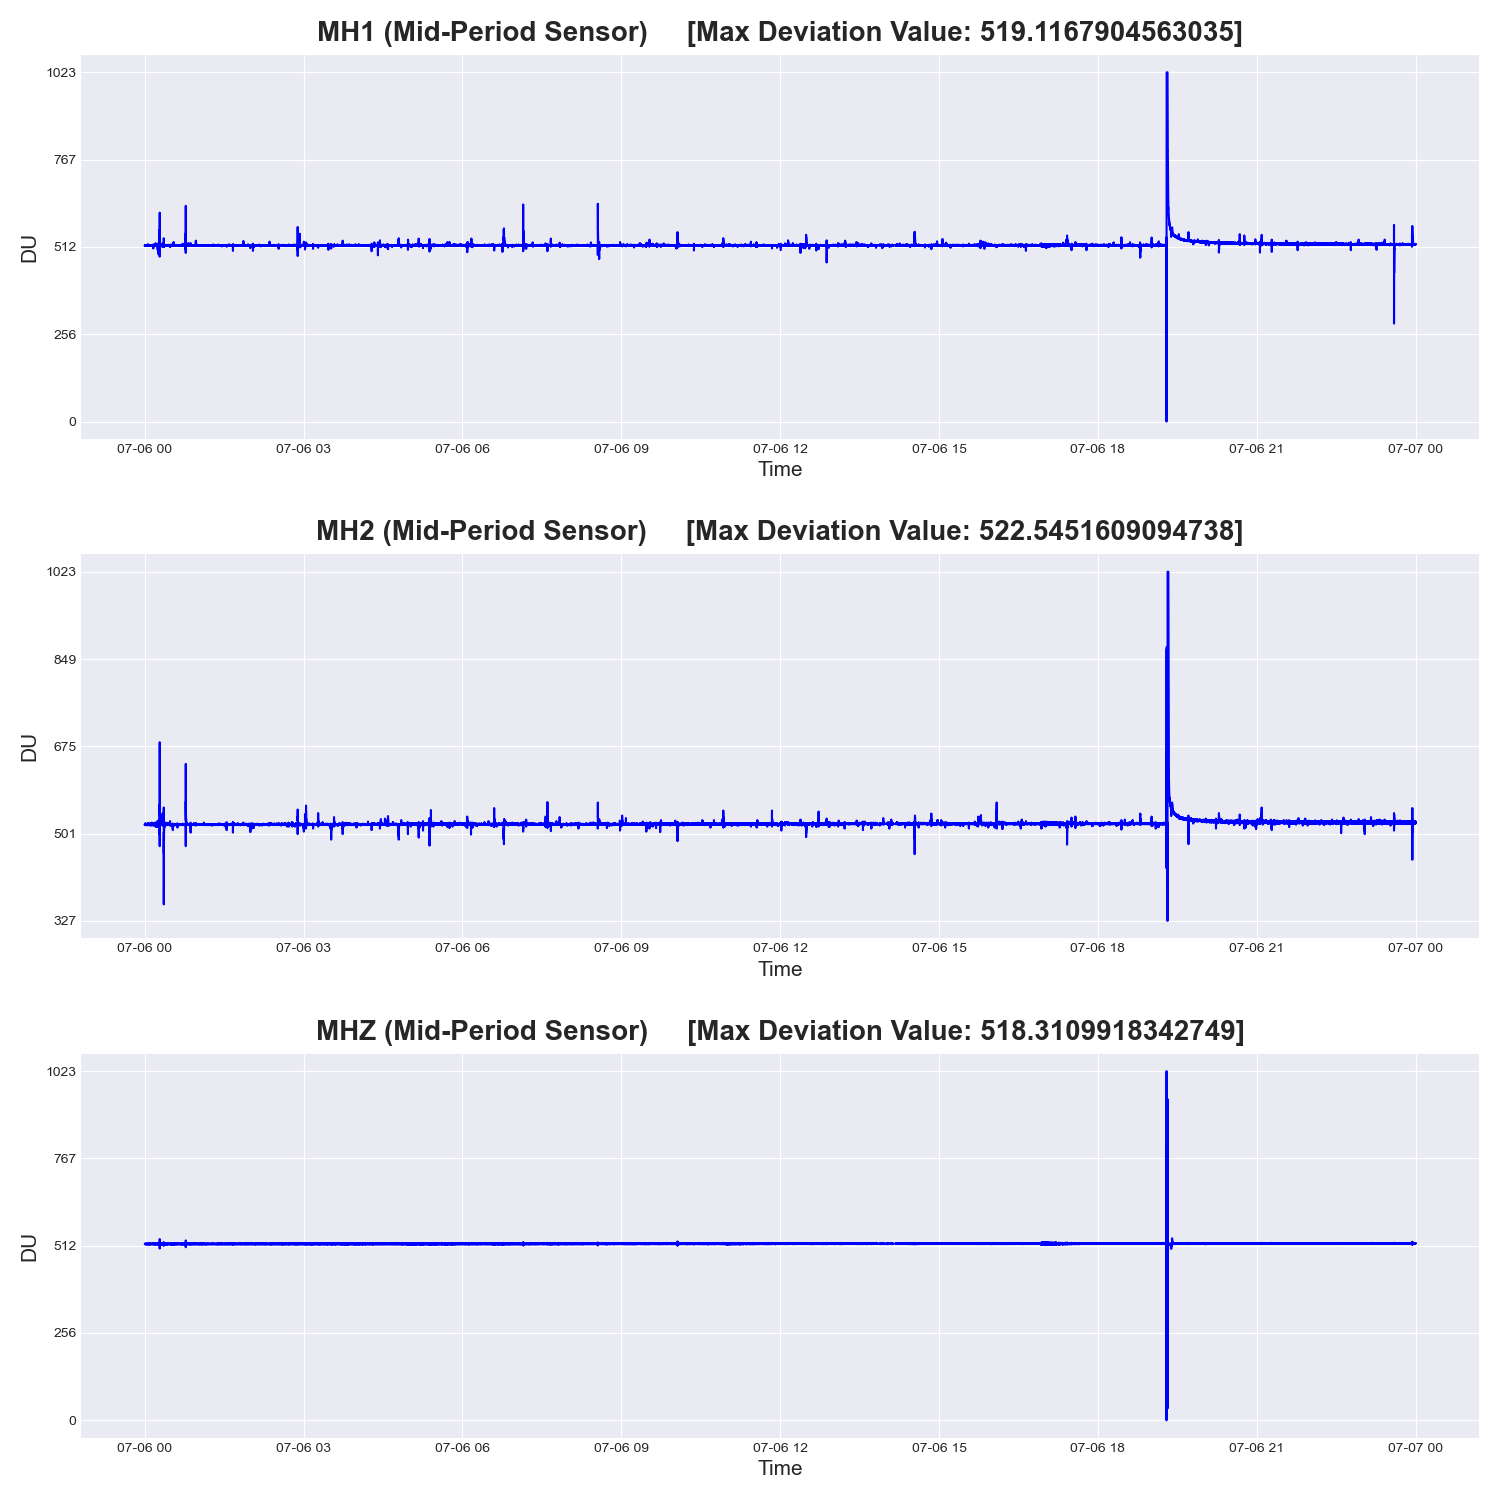 MH1 (Mid-Period Sensor) [Max Deviation Value: 519.1167904563035]
1023
767
512
256
0
DU
07-06 00 07-06 03 07-06 06 07-06 09 07-06 12 07-06 15 07-06 18 07-06 21 07-07 00
Time
MH2 (Mid-Period Sensor) [Max Deviation Value: 522.5451609094738]
1023
849
675
501
327
DU
07-06 00 07-06 03 07-06 06 07-06 09 07-06 12 07-06 15 07-06 18 07-06 21 07-07 00
Time
MHZ (Mid-Period Sensor) [Max Deviation Value: 518.3109918342749]
1023
767
512
256
0
DU
07-06 00 07-06 03 07-06 06 07-06 09 07-06 12 07-06 15 07-06 18 07-06 21 07-07 00
Time